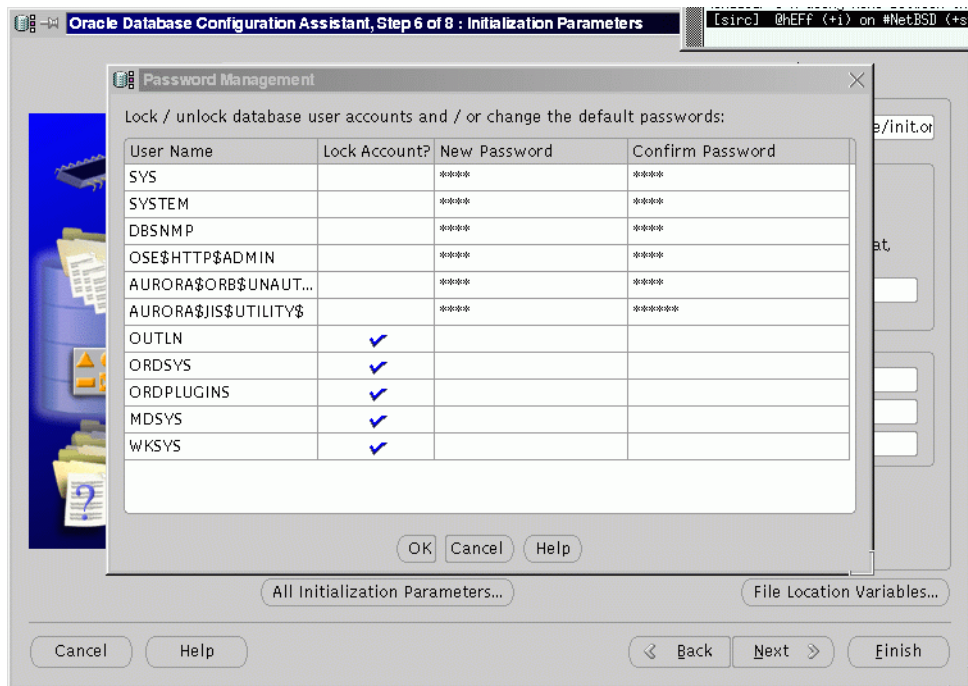 Oracle Database Configuration Assistant, Step 6 of 8 : Initialization Parameters
[sirc] @hEFf (+i) on #NetBSD (+s
Password Management
Lock / unlock database user accounts and / or change the default passwords:
User Name Lock Account? New Password Confirm Password
SYS **** ****
SYSTEM **** ****
DBSNMP **** ****
OSE$HTTP$ADMIN **** ****
AURORA$ORB$UNAUT... **** ****
AURORA$JIS$UTILITY$ **** ******
OUTLN
ORDSYS
ORDPLUGINS
MDSYS
WKSYS
e/init.or
at,
?
OK Cancel Help
All Initialization Parameters... File Location Variables...
Cancel Help Back Next Finish